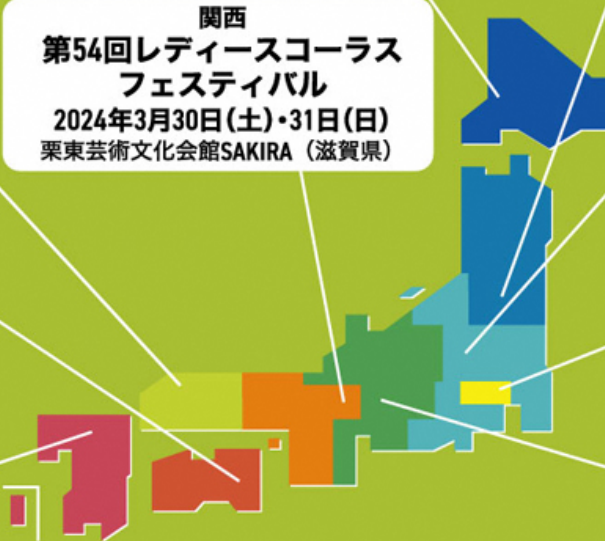 関西
第54回レディースコーラス
フェスティバル
2024年3月30日(土)・31日(日)
栗東芸術文化会館SAKIRA(滋賀県)